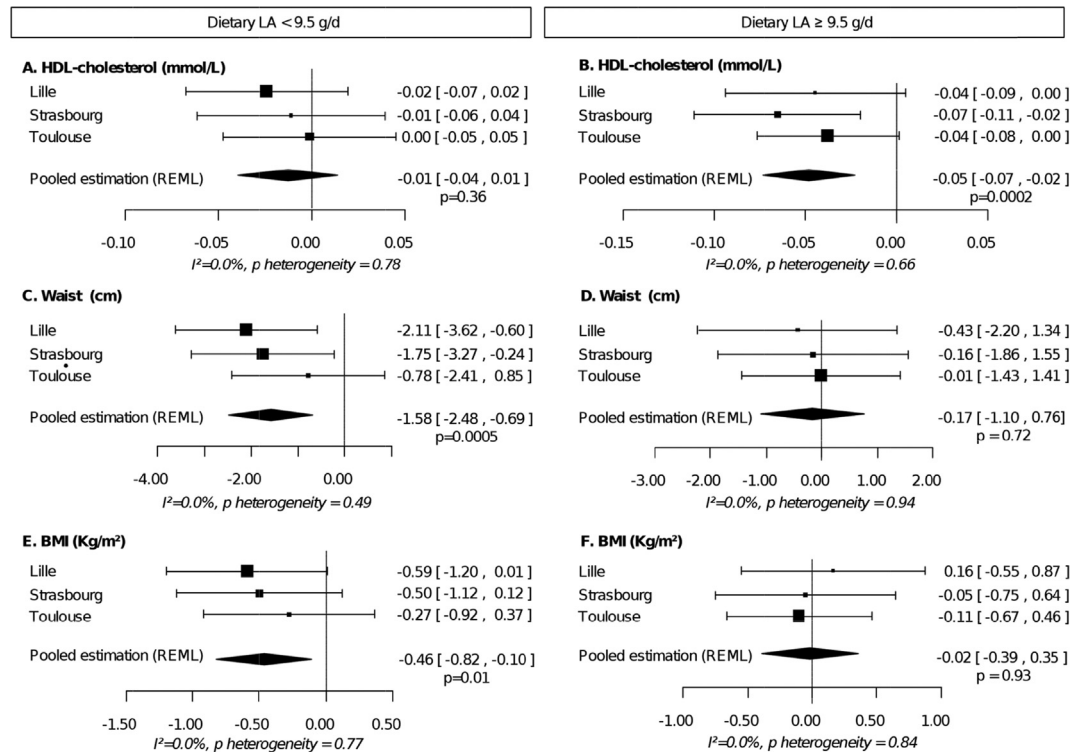 Dietary LA < 9.5 g/d
Dietary LA ≥ 9.5 g/d
A. HDL-cholesterol (mmol/L)
Lille -0.02 [ -0.07 , 0.02 ]
Strasbourg -0.01 [ -0.06 , 0.04 ]
Toulouse 0.00 [ -0.05 , 0.05 ]
Pooled estimation (REML) -0.01 [ -0.04 , 0.01 ]
p=0.36
-0.10 -0.05 0.00 0.05
I²=0.0%, p heterogeneity = 0.78
B. HDL-cholesterol (mmol/L)
Lille -0.04 [ -0.09 , 0.00 ]
Strasbourg -0.07 [ -0.11 , -0.02 ]
Toulouse -0.04 [ -0.08 , 0.00 ]
Pooled estimation (REML) -0.05 [ -0.07 , -0.02 ]
p=0.0002
-0.15 -0.10 -0.05 0.00 0.05
I²=0.0%, p heterogeneity = 0.66
C. Waist (cm)
Lille -2.11 [ -3.62 , -0.60 ]
Strasbourg -1.75 [ -3.27 , -0.24 ]
Toulouse -0.78 [ -2.41 , 0.85 ]
Pooled estimation (REML) -1.58 [ -2.48 , -0.69 ]
p=0.0005
-4.00 -2.00 0.00
I²=0.0%, p heterogeneity = 0.49
D. Waist (cm)
Lille -0.43 [ -2.20 , 1.34 ]
Strasbourg -0.16 [ -1.86 , 1.55 ]
Toulouse -0.01 [ -1.43 , 1.41 ]
Pooled estimation (REML) -0.17 [ -1.10 , 0.76]
p = 0.72
-3.00 -2.00 -1.00 0.00 1.00 2.00
I²=0.0%, p heterogeneity = 0.94
E. BMI (Kg/m²)
Lille -0.59 [ -1.20 , 0.01 ]
Strasbourg -0.50 [ -1.12 , 0.12 ]
Toulouse -0.27 [ -0.92 , 0.37 ]
Pooled estimation (REML) -0.46 [ -0.82 , -0.10 ]
p=0.01
-1.50 -1.00 -0.50 0.00 0.50
I²=0.0%, p heterogeneity = 0.77
F. BMI (Kg/m²)
Lille 0.16 [ -0.55 , 0.87 ]
Strasbourg -0.05 [ -0.75 , 0.64 ]
Toulouse -0.11 [ -0.67 , 0.46 ]
Pooled estimation (REML) -0.02 [ -0.39 , 0.35 ]
p = 0.93
-1.00 -0.50 0.00 0.50 1.00
I²=0.0%, p heterogeneity = 0.84